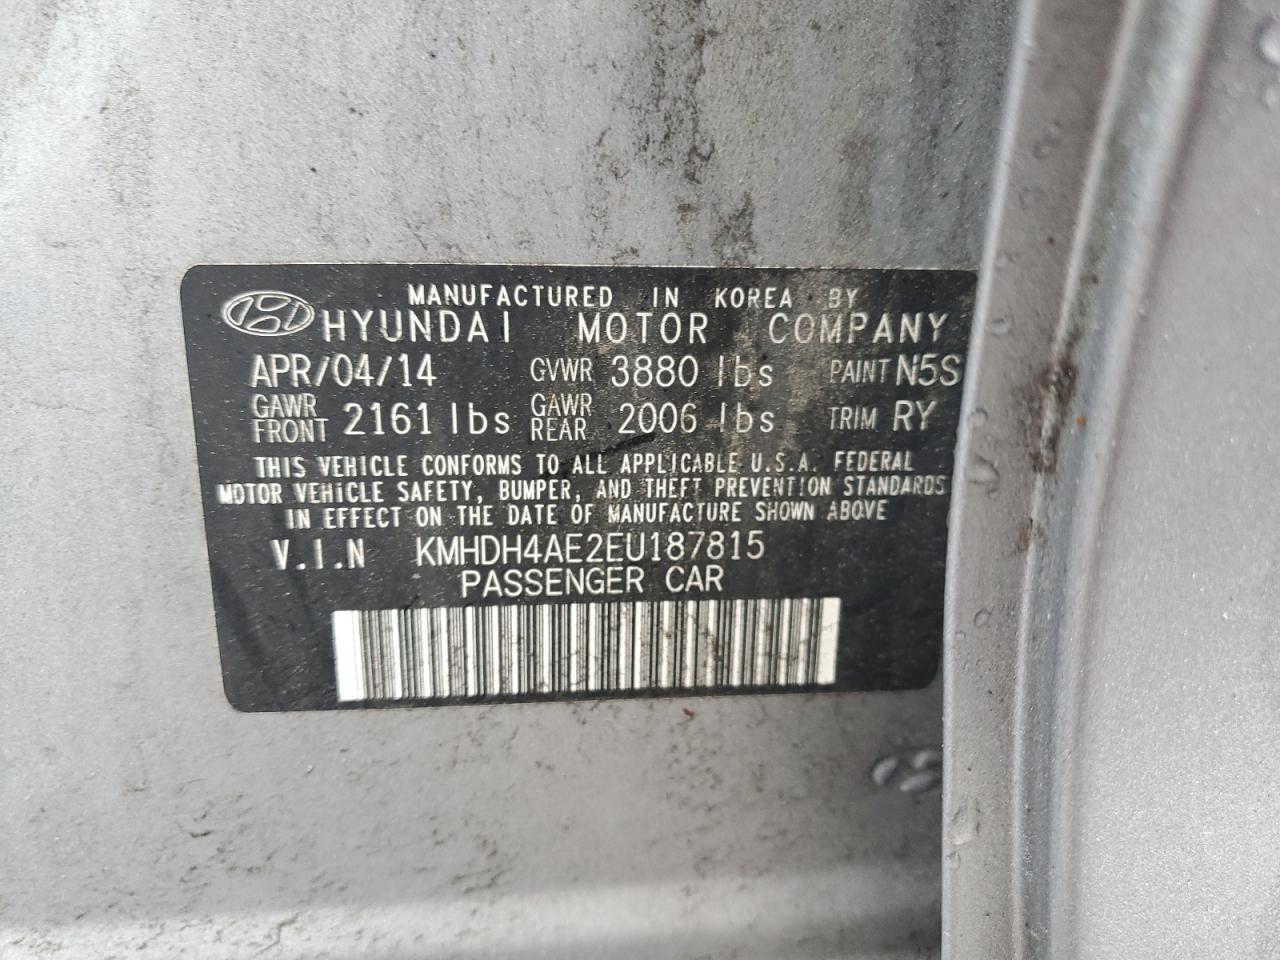 MANUFACTURED IN KOREA BY
HYUNDAI MOTOR COMPANY
APR/04/14 GVWR 3880 lbs PAINT N5S
GAWR FRONT 2161 lbs GAWR REAR 2006 lbs TRIM RY
THIS VEHICLE CONFORMS TO ALL APPLICABLE U.S.A. FEDERAL
MOTOR VEHICLE SAFETY, BUMPER, AND THEFT PREVENTION STANDARDS
IN EFFECT ON THE DATE OF MANUFACTURE SHOWN ABOVE
V.I.N KMHDH4AE2EU187815
PASSENGER CAR